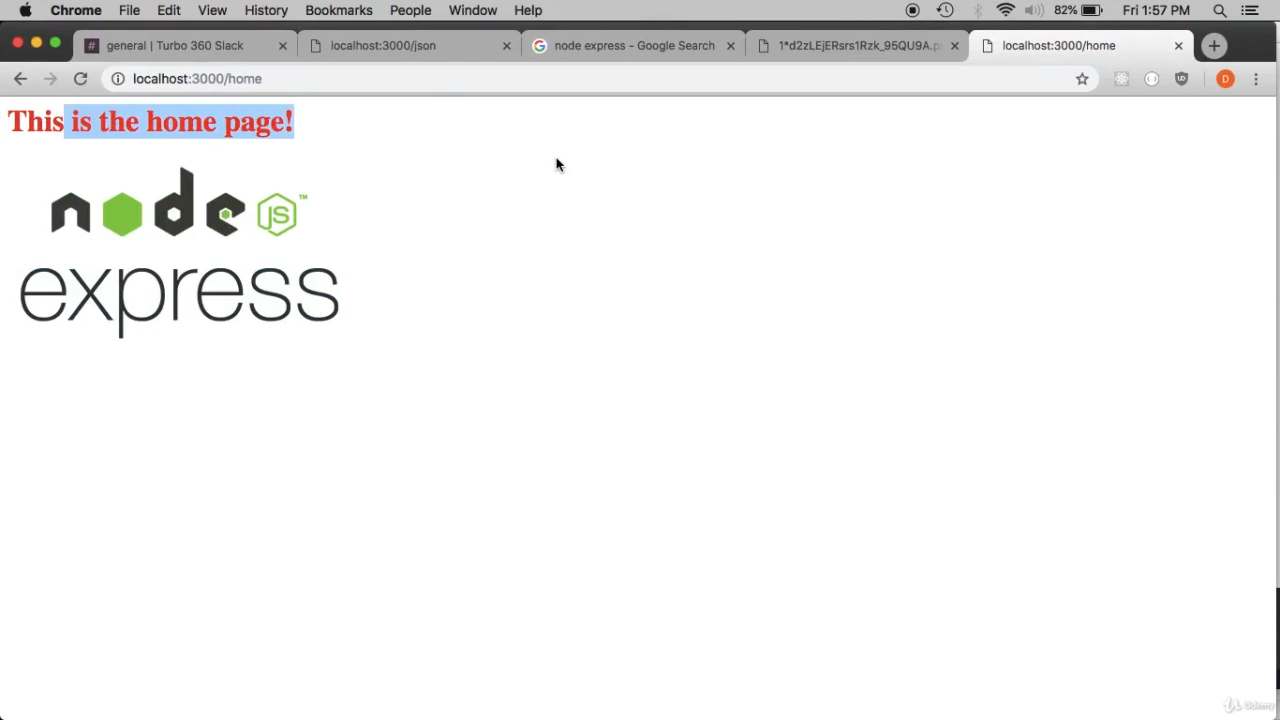 Chrome File Edit View History Bookmarks People Window Help 82% Fri 1:57 PM
general | Turbo 360 Slack localhost:3000/json node express - Google Search 1*d2zLEjERsrs1Rzk_95QU9A.p localhost:3000/home
localhost:3000/home D
This is the home page!
node JS™
express
Udemy